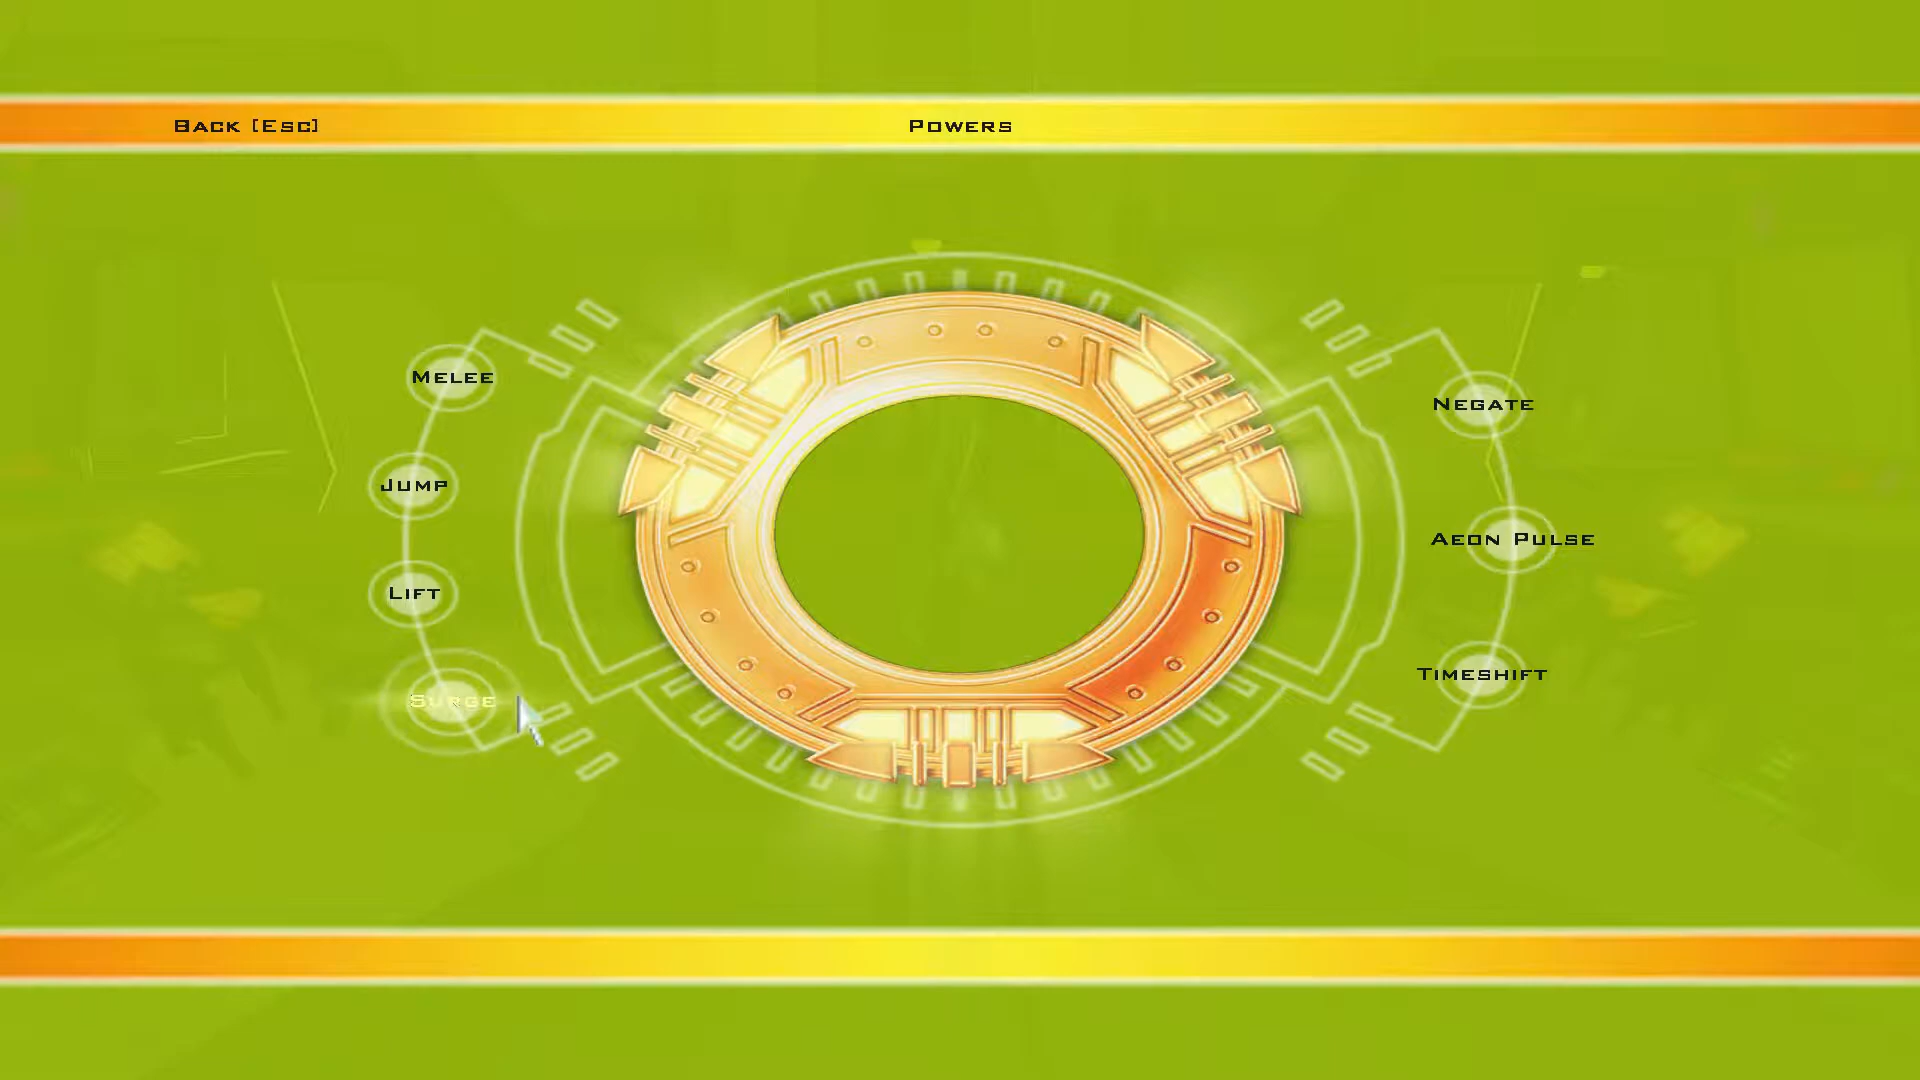 Back [Esc]
Powers
Melee
Jump
Lift
Surge
Negate
Aeon Pulse
Timeshift